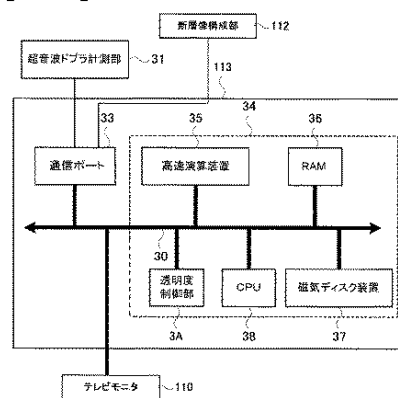 断層像構成部
112
超音波ドプラ計測部
31
113
34
33
35
36
通信ポート
高速演算装置
RAM
30
透明度
制御部
CPU
磁気ディスク装置
3A
38
37
テレビモニタ
110